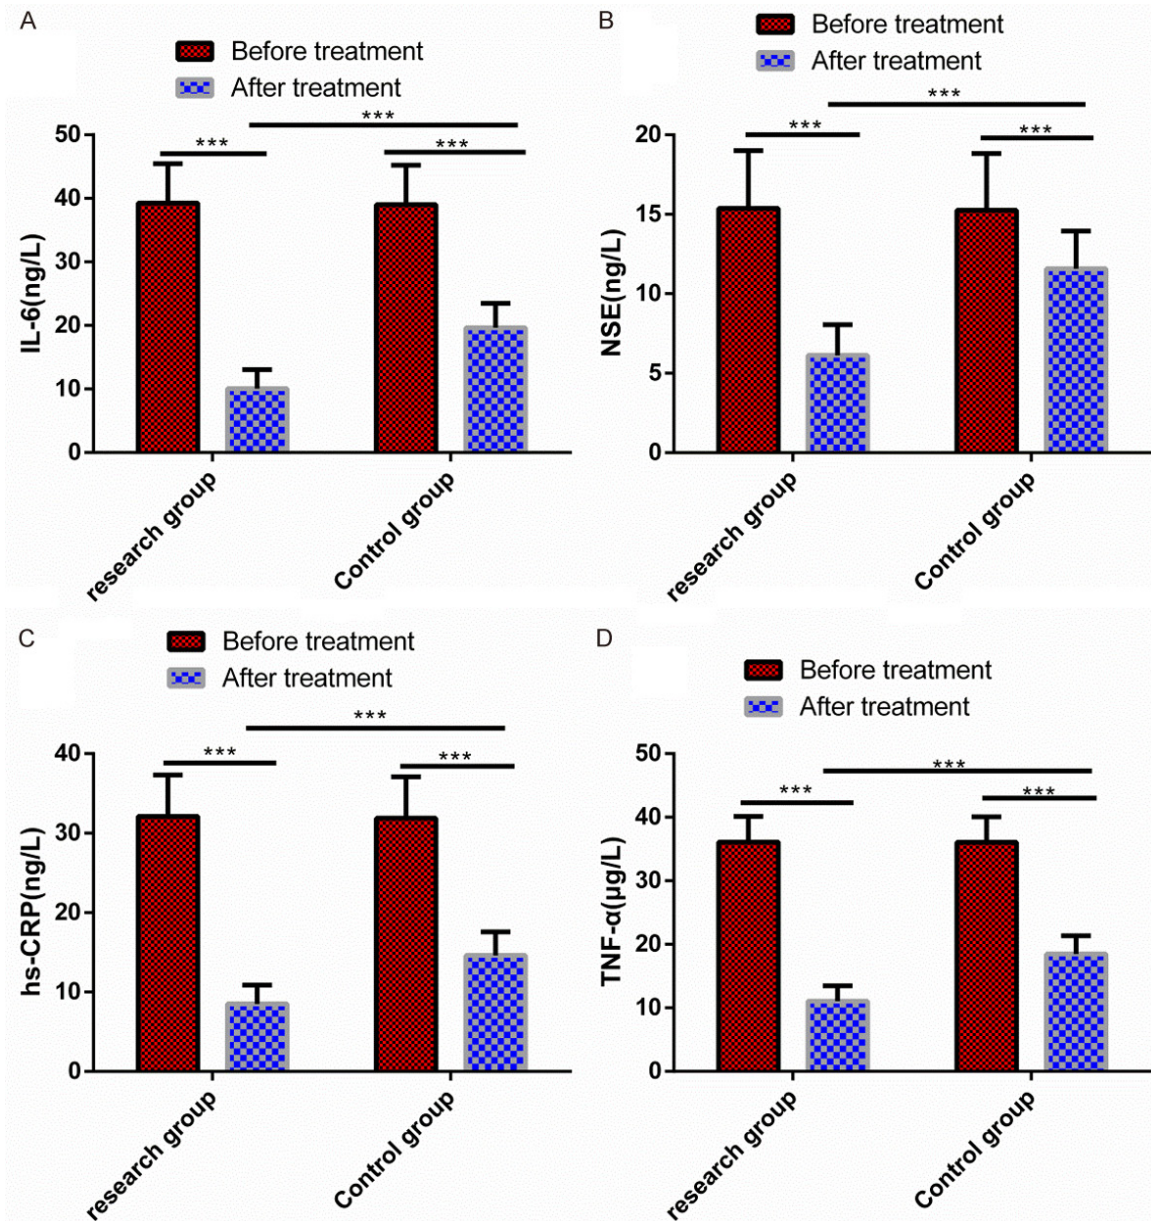 A
Before treatment
After treatment
***
***
***
50
40
30
20
10
0
IL-6(ng/L)
research group
Control group
B
Before treatment
After treatment
***
***
***
20
15
10
5
0
NSE(ng/L)
research group
Control group
C
Before treatment
After treatment
***
***
***
40
30
20
10
0
hs-CRP(ng/L)
research group
Control group
D
Before treatment
After treatment
***
***
***
50
40
30
20
10
0
TNF-α(μg/L)
research group
Control group